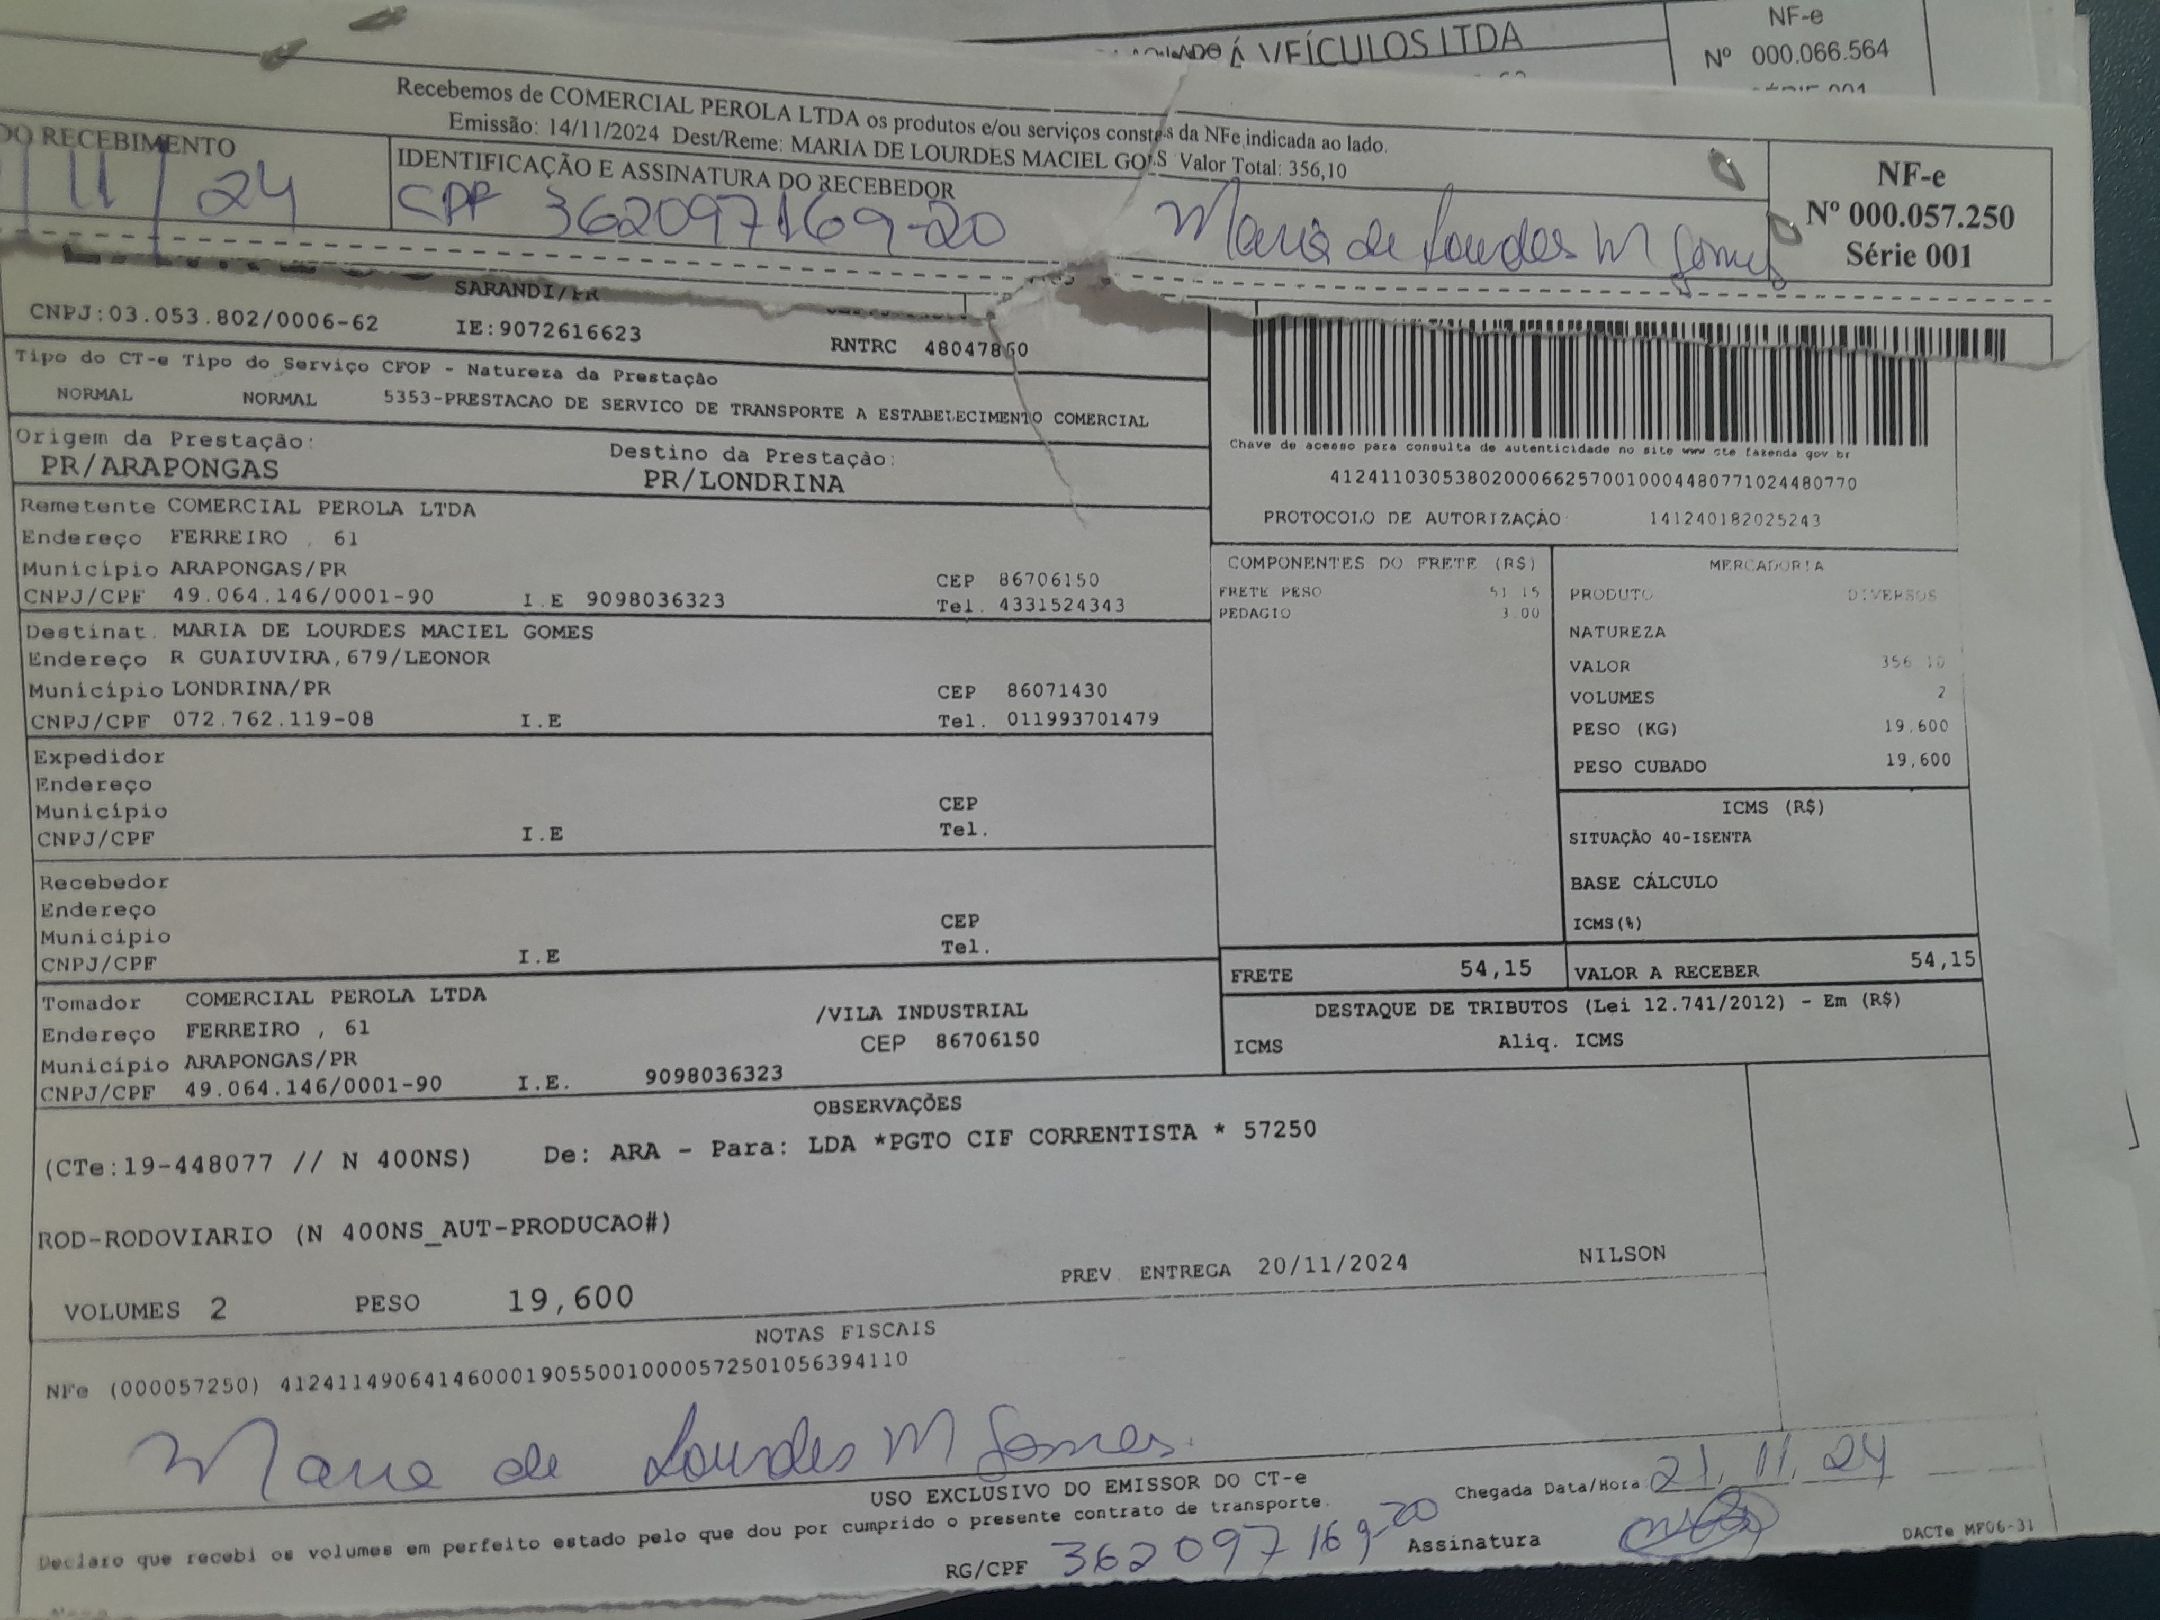 VEÍCULOS LTDA
NF-e
Nº 000.066.564
Recebemos de COMERCIAL PEROLA LTDA os produtos e/ou serviços constes da NFe indicada ao lado.
Emissão: 14/11/2024 Dest/Reme: MARIA DE LOURDES MACIEL GO S Valor Total: 356,10
DO RECEBIMENTO
/ 11 / 24
IDENTIFICAÇÃO E ASSINATURA DO RECEBEDOR
CPF 362097169-20 Maria de Lourdes M Gomes
NF-e
Nº 000.057.250
Série 001
SARANDI/PR
CNPJ:03.053.802/0006-62 IE:9072616623 RNTRC 48047860
Tipo do CT-e Tipo do Serviço CFOP - Natureza da Prestação
NORMAL NORMAL 5353-PRESTACAO DE SERVICO DE TRANSPORTE A ESTABELECIMENTO COMERCIAL
Origem da Prestação: Destino da Prestação:
PR/ARAPONGAS PR/LONDRINA
Chave de acesso para consulta de autenticidade no site www cte fazenda gov br
41241103053802000662570010004480771024480770
PROTOCOLO DE AUTORIZAÇÃO 141240182025243
Remetente COMERCIAL PEROLA LTDA
Endereço FERREIRO , 61
Município ARAPONGAS/PR CEP 86706150
CNPJ/CPF 49.064.146/0001-90 I.E 9098036323 Tel. 4331524343
Destinat. MARIA DE LOURDES MACIEL GOMES
Endereço R GUAIUVIRA,679/LEONOR
Município LONDRINA/PR CEP 86071430
CNPJ/CPF 072.762.119-08 I.E Tel. 011993701479
Expedidor
Endereço
Município CEP
CNPJ/CPF I.E Tel.
Recebedor
Endereço
Município CEP
CNPJ/CPF I.E Tel.
Tomador COMERCIAL PEROLA LTDA
Endereço FERREIRO , 61 /VILA INDUSTRIAL
Município ARAPONGAS/PR CEP 86706150
CNPJ/CPF 49.064.146/0001-90 I.E. 9098036323
COMPONENTES DO FRETE (R$)
FRETE PESO 51.15
PEDAGIO 3.00
MERCADORIA
PRODUTO DIVERSOS
NATUREZA
VALOR 356.10
VOLUMES 2
PESO (KG) 19,600
PESO CUBADO 19,600
ICMS (R$)
SITUAÇÃO 40-ISENTA
BASE CÁLCULO
ICMS(%)
FRETE 54,15 VALOR A RECEBER 54,15
DESTAQUE DE TRIBUTOS (Lei 12.741/2012) - Em (R$)
ICMS Aliq. ICMS
OBSERVAÇÕES
(CTe:19-448077 // N 400NS) De: ARA - Para: LDA *PGTO CIF CORRENTISTA * 57250
ROD-RODOVIARIO (N 400NS_AUT-PRODUCAO#)
PREV. ENTREGA 20/11/2024 NILSON
VOLUMES 2 PESO 19,600
NOTAS FISCAIS
NFe (000057250) 41241149064146000190550010000572501056394110
Maria de Lourdes M Gomes
USO EXCLUSIVO DO EMISSOR DO CT-e
Chegada Data/Hora 21. 11. 24
Declaro que recebi os volumes em perfeito estado pelo que dou por cumprido o presente contrato de transporte.
RG/CPF 362097169-20 Assinatura
DACTe MF06-31